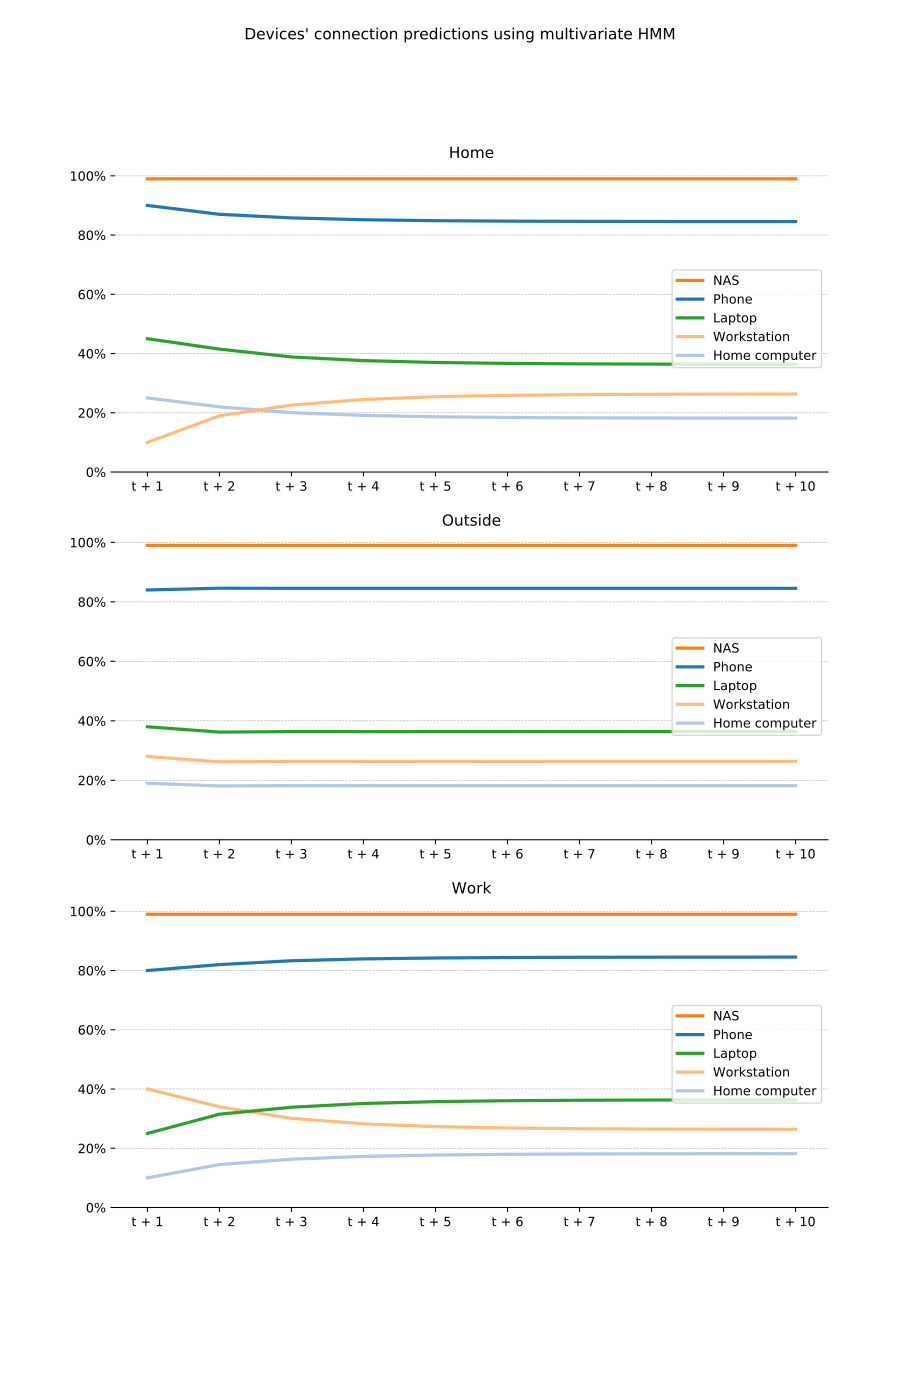 Devices' connection predictions using multivariate HMM
Home
100%
80%
60%
40%
20%
0%
NAS
Phone
Laptop
Workstation
Home computer
t + 1 t + 2 t + 3 t + 4 t + 5 t + 6 t + 7 t + 8 t + 9 t + 10
Outside
100%
80%
60%
40%
20%
0%
NAS
Phone
Laptop
Workstation
Home computer
t + 1 t + 2 t + 3 t + 4 t + 5 t + 6 t + 7 t + 8 t + 9 t + 10
Work
100%
80%
60%
40%
20%
0%
NAS
Phone
Laptop
Workstation
Home computer
t + 1 t + 2 t + 3 t + 4 t + 5 t + 6 t + 7 t + 8 t + 9 t + 10